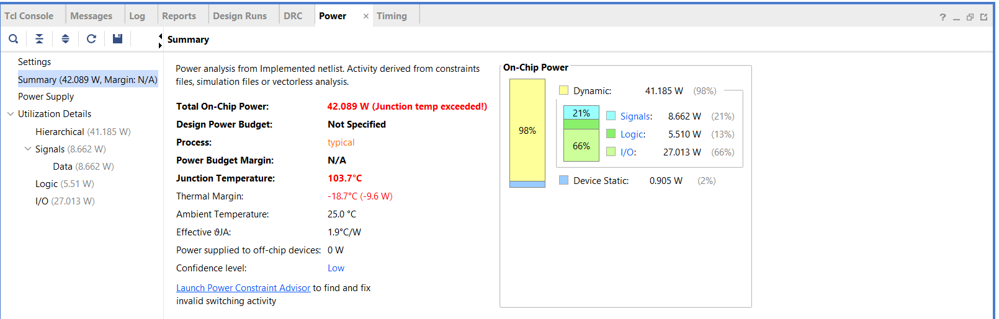 Tcl Console Messages Log Reports Design Runs DRC Power × Timing ?
Summary
Settings
Summary (42.089 W, Margin: N/A)
Power Supply
Utilization Details
Hierarchical (41.185 W)
Signals (8.662 W)
Data (8.662 W)
Logic (5.51 W)
I/O (27.013 W)
Power analysis from Implemented netlist. Activity derived from constraints
files, simulation files or vectorless analysis.
Total On-Chip Power: 42.089 W (Junction temp exceeded!)
Design Power Budget: Not Specified
Process: typical
Power Budget Margin: N/A
Junction Temperature: 103.7°C
Thermal Margin: -18.7°C (-9.6 W)
Ambient Temperature: 25.0 °C
Effective ϑJA: 1.9°C/W
Power supplied to off-chip devices: 0 W
Confidence level: Low
Launch Power Constraint Advisor to find and fix
invalid switching activity
On-Chip Power
98%
Dynamic: 41.185 W (98%)
21%
66%
Signals: 8.662 W (21%)
Logic: 5.510 W (13%)
I/O: 27.013 W (66%)
Device Static: 0.905 W (2%)